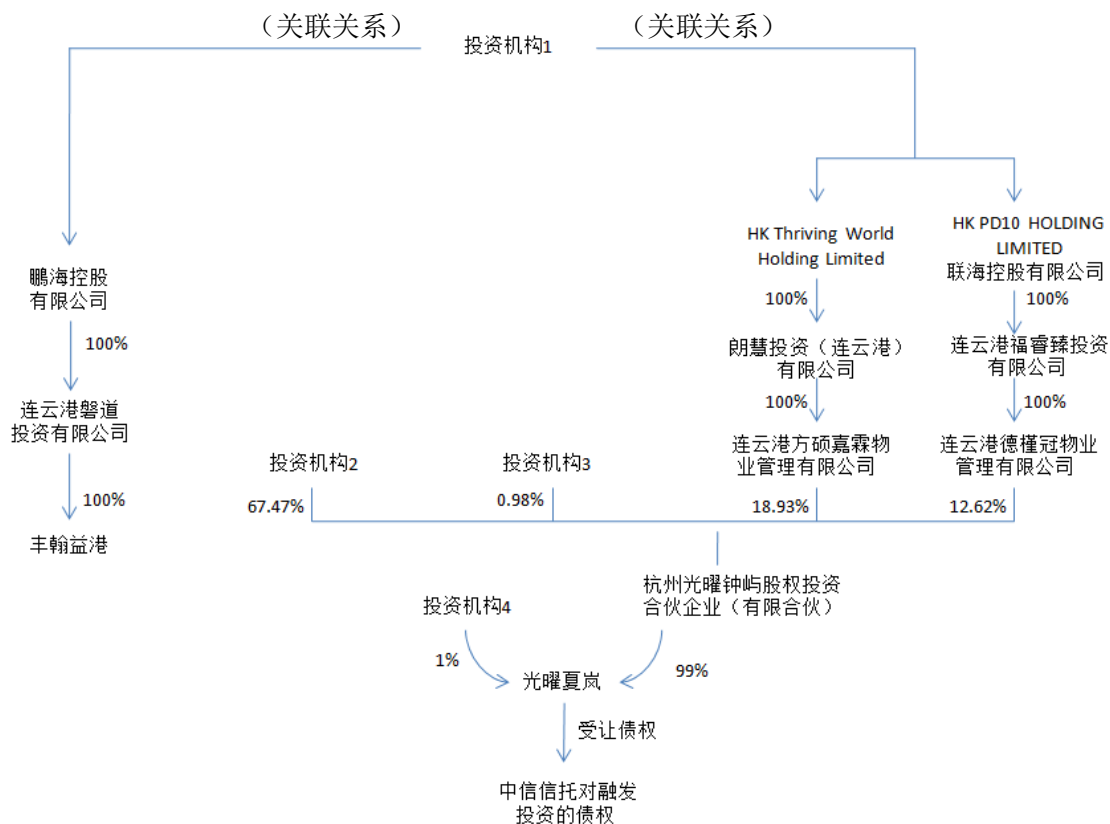 （关联关系）
（关联关系）
投资机构1
HK Thriving World
Holding Limited
HK PD10 HOLDING
LIMITED
联海控股有限公司
鹏海控股
有限公司
100%
100%
100%
朗慧投资（连云港）
有限公司
连云港福睿臻投资
有限公司
连云港磐道
投资有限公司
100%
100%
投资机构2
投资机构3
连云港方硕嘉霖物
业管理有限公司
连云港德槿冠物业
管理有限公司
100%
67.47%
0.98%
18.93%
12.62%
丰翰益港
投资机构4
杭州光曜钟屿股权投资
合伙企业（有限合伙）
1%
99%
光曜夏岚
受让债权
中信信托对融发
投资的债权